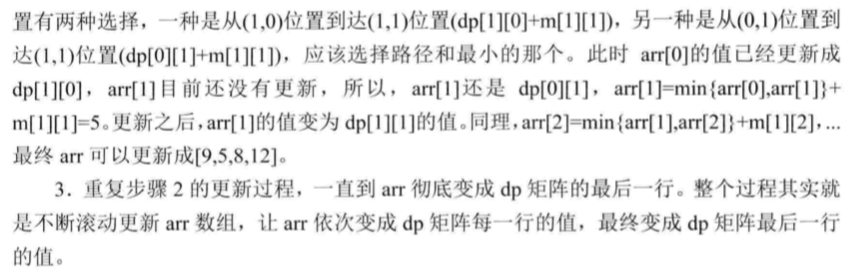 置有两种选择，一种是从(1,0)位置到达(1,1)位置(dp[1][0]+m[1][1])，另一种是从(0,1)位置到
达(1,1)位置(dp[0][1]+m[1][1])，应该选择路径和最小的那个。此时 arr[0]的值已经更新成
dp[1][0]，arr[1]目前还没有更新，所以，arr[1]还是 dp[0][1]，arr[1]=min{arr[0],arr[1]}+
m[1][1]=5。更新之后，arr[1]的值变为 dp[1][1]的值。同理，arr[2]=min{arr[1],arr[2]}+m[1][2]，...
最终 arr 可以更新成[9,5,8,12]。
3．重复步骤 2 的更新过程，一直到 arr 彻底变成 dp 矩阵的最后一行。整个过程其实就
是不断滚动更新 arr 数组，让 arr 依次变成 dp 矩阵每一行的值，最终变成 dp 矩阵最后一行
的值。